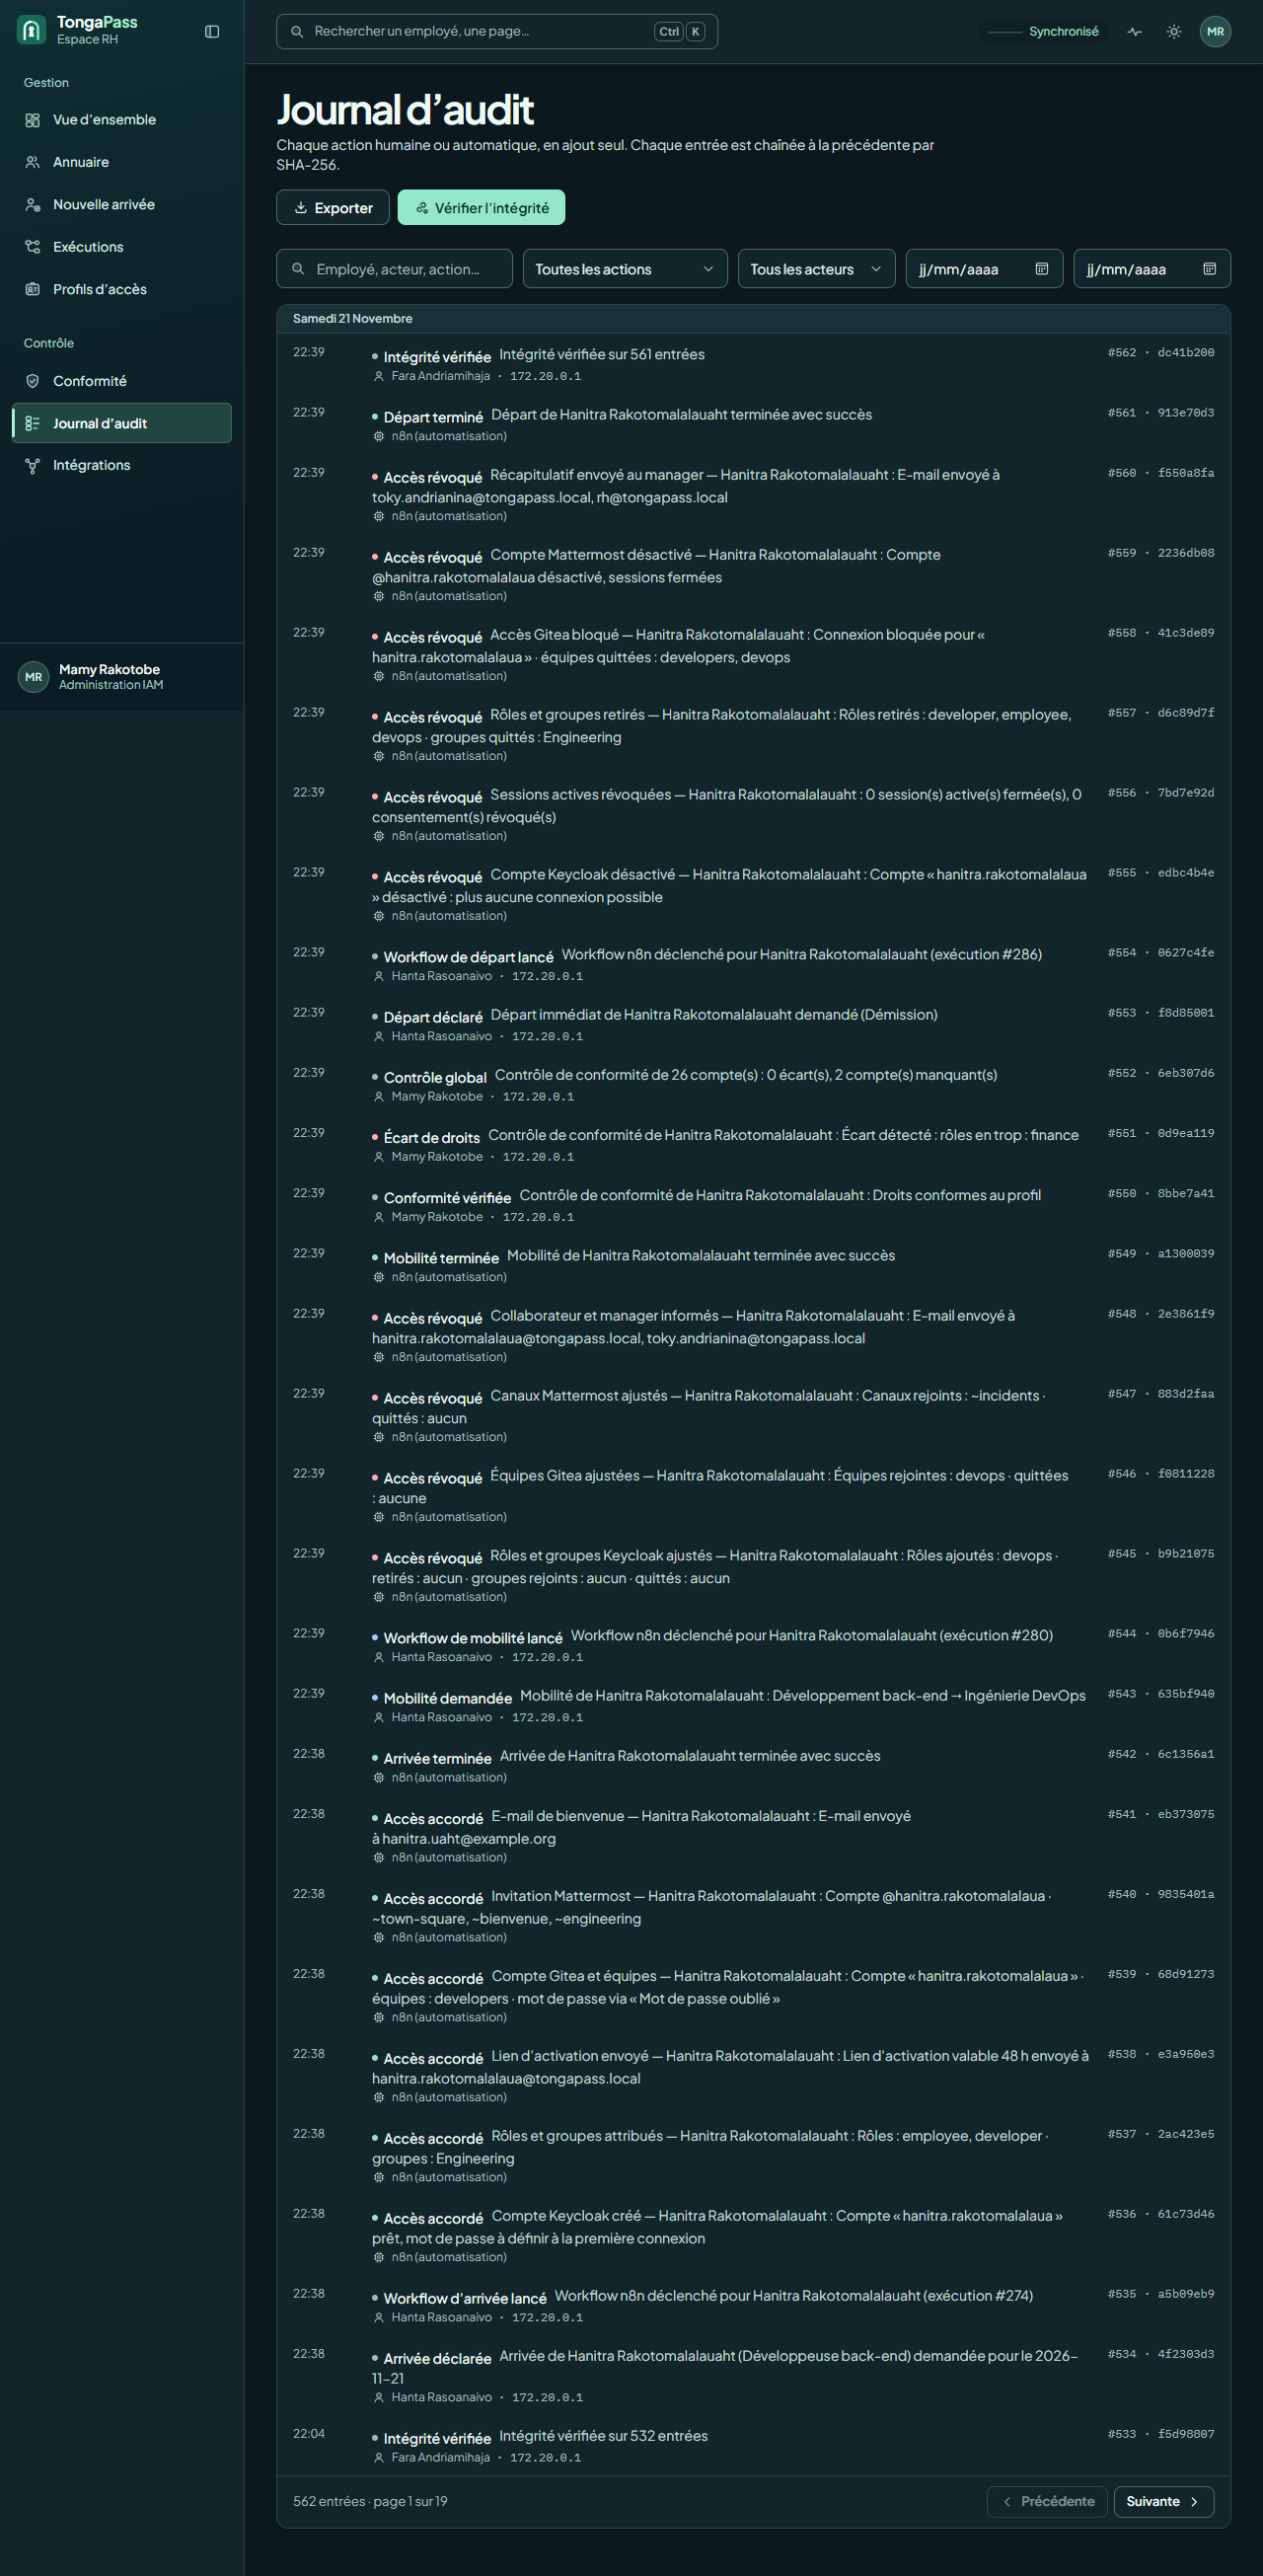 TongaPass
Espace RH
Rechercher un employé, une page…
Ctrl K
Synchronisé
MR
Gestion
Vue d’ensemble
Annuaire
Nouvelle arrivée
Exécutions
Profils d’accès
Contrôle
Conformité
Journal d’audit
Intégrations
MR
Mamy Rakotobe
Administration IAM
Journal d’audit
Chaque action humaine ou automatique, en ajout seul. Chaque entrée est chaînée à la précédente par
SHA-256.
Exporter
Vérifier l’intégrité
Employé, acteur, action…
Toutes les actions
Tous les acteurs
jj/mm/aaaa
jj/mm/aaaa
Samedi 21 Novembre
22:39 Intégrité vérifiée Intégrité vérifiée sur 561 entrées #562 · dc41b200
Fara Andriamihaja · 172.20.0.1
22:39 Départ terminé Départ de Hanitra Rakotomalalauaht terminée avec succès #561 · 913e70d3
n8n (automatisation)
22:39 Accès révoqué Récapitulatif envoyé au manager — Hanitra Rakotomalalauaht : E-mail envoyé à #560 · f550a8fa
toky.andrianina@tongapass.local, rh@tongapass.local
n8n (automatisation)
22:39 Accès révoqué Compte Mattermost désactivé — Hanitra Rakotomalalauaht : Compte #559 · 2236db08
@hanitra.rakotomalalaua désactivé, sessions fermées
n8n (automatisation)
22:39 Accès révoqué Accès Gitea bloqué — Hanitra Rakotomalalauaht : Connexion bloquée pour « #558 · 41c3de89
hanitra.rakotomalalaua » · équipes quittées : developers, devops
n8n (automatisation)
22:39 Accès révoqué Rôles et groupes retirés — Hanitra Rakotomalalauaht : Rôles retirés : developer, employee, #557 · d6c89d7f
devops · groupes quittés : Engineering
n8n (automatisation)
22:39 Accès révoqué Sessions actives révoquées — Hanitra Rakotomalalauaht : 0 session(s) active(s) fermée(s), 0 #556 · 7bd7e92d
consentement(s) révoqué(s)
n8n (automatisation)
22:39 Accès révoqué Compte Keycloak désactivé — Hanitra Rakotomalalauaht : Compte « hanitra.rakotomalalaua #555 · edbc4b4e
» désactivé : plus aucune connexion possible
n8n (automatisation)
22:39 Workflow de départ lancé Workflow n8n déclenché pour Hanitra Rakotomalalauaht (exécution #286) #554 · 0627c4fe
Hanta Rasoanaivo · 172.20.0.1
22:39 Départ déclaré Départ immédiat de Hanitra Rakotomalalauaht demandé (Démission) #553 · f8d85001
Hanta Rasoanaivo · 172.20.0.1
22:39 Contrôle global Contrôle de conformité de 26 compte(s) : 0 écart(s), 2 compte(s) manquant(s) #552 · 6eb307d6
Mamy Rakotobe · 172.20.0.1
22:39 Écart de droits Contrôle de conformité de Hanitra Rakotomalalauaht : Écart détecté : rôles en trop : finance #551 · 0d9ea119
Mamy Rakotobe · 172.20.0.1
22:39 Conformité vérifiée Contrôle de conformité de Hanitra Rakotomalalauaht : Droits conformes au profil #550 · 8bbe7a41
Mamy Rakotobe · 172.20.0.1
22:39 Mobilité terminée Mobilité de Hanitra Rakotomalalauaht terminée avec succès #549 · a1300039
n8n (automatisation)
22:39 Accès révoqué Collaborateur et manager informés — Hanitra Rakotomalalauaht : E-mail envoyé à #548 · 2e3861f9
hanitra.rakotomalalaua@tongapass.local, toky.andrianina@tongapass.local
n8n (automatisation)
22:39 Accès révoqué Canaux Mattermost ajustés — Hanitra Rakotomalalauaht : Canaux rejoints : ~incidents · #547 · 883d2faa
quittés : aucun
n8n (automatisation)
22:39 Accès révoqué Équipes Gitea ajustées — Hanitra Rakotomalalauaht : Équipes rejointes : devops · quittées #546 · f0811228
: aucune
n8n (automatisation)
22:39 Accès révoqué Rôles et groupes Keycloak ajustés — Hanitra Rakotomalalauaht : Rôles ajoutés : devops · #545 · b9b21075
retirés : aucun · groupes rejoints : aucun · quittés : aucun
n8n (automatisation)
22:39 Workflow de mobilité lancé Workflow n8n déclenché pour Hanitra Rakotomalalauaht (exécution #280) #544 · 0b6f7946
Hanta Rasoanaivo · 172.20.0.1
22:39 Mobilité demandée Mobilité de Hanitra Rakotomalalauaht : Développement back-end → Ingénierie DevOps #543 · 635bf940
Hanta Rasoanaivo · 172.20.0.1
22:38 Arrivée terminée Arrivée de Hanitra Rakotomalalauaht terminée avec succès #542 · 6c1356a1
n8n (automatisation)
22:38 Accès accordé E-mail de bienvenue — Hanitra Rakotomalalauaht : E-mail envoyé #541 · eb373075
à hanitra.uaht@example.org
n8n (automatisation)
22:38 Accès accordé Invitation Mattermost — Hanitra Rakotomalalauaht : Compte @hanitra.rakotomalalaua · #540 · 9835401a
~town-square, ~bienvenue, ~engineering
n8n (automatisation)
22:38 Accès accordé Compte Gitea et équipes — Hanitra Rakotomalalauaht : Compte « hanitra.rakotomalalaua » · #539 · 68d91273
équipes : developers · mot de passe via « Mot de passe oublié »
n8n (automatisation)
22:38 Accès accordé Lien d’activation envoyé — Hanitra Rakotomalalauaht : Lien d'activation valable 48 h envoyé à #538 · e3a950e3
hanitra.rakotomalalaua@tongapass.local
n8n (automatisation)
22:38 Accès accordé Rôles et groupes attribués — Hanitra Rakotomalalauaht : Rôles : employee, developer · #537 · 2ac423e5
groupes : Engineering
n8n (automatisation)
22:38 Accès accordé Compte Keycloak créé — Hanitra Rakotomalalauaht : Compte « hanitra.rakotomalalaua » #536 · 61c73d46
prêt, mot de passe à définir à la première connexion
n8n (automatisation)
22:38 Workflow d’arrivée lancé Workflow n8n déclenché pour Hanitra Rakotomalalauaht (exécution #274) #535 · a5b09eb9
Hanta Rasoanaivo · 172.20.0.1
22:38 Arrivée déclarée Arrivée de Hanitra Rakotomalalauaht (Développeuse back-end) demandée pour le 2026-
#534 · 4f2303d3
11-21
Hanta Rasoanaivo · 172.20.0.1
22:04 Intégrité vérifiée Intégrité vérifiée sur 532 entrées #533 · f5d98807
Fara Andriamihaja · 172.20.0.1
562 entrées · page 1 sur 19
Précédente
Suivante